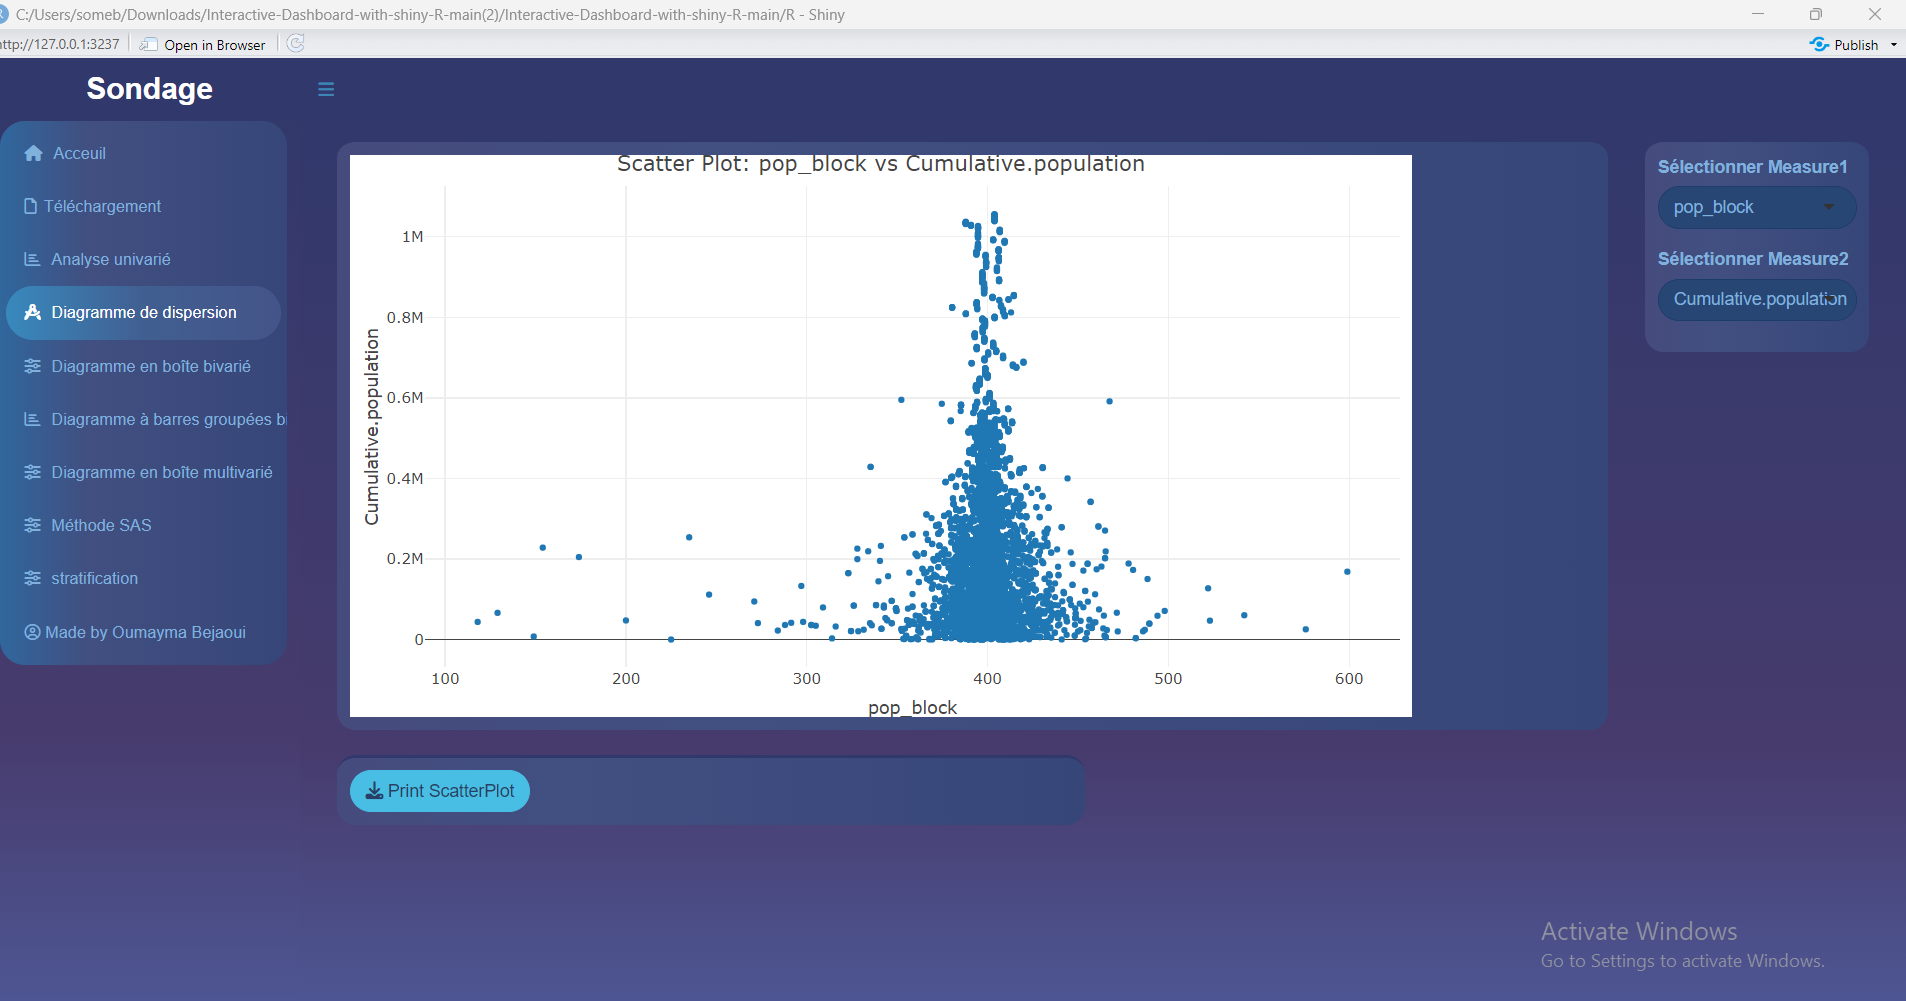 C:/Users/someb/Downloads/Interactive-Dashboard-with-shiny-R-main(2)/Interactive-Dashboard-with-shiny-R-main/R - Shiny
ttp://127.0.0.1:3237
Open in Browser
Publish
Sondage
Acceuil
Téléchargement
Analyse univarié
Diagramme de dispersion
Diagramme en boîte bivarié
Diagramme à barres groupées bi
Diagramme en boîte multivarié
Méthode SAS
stratification
Made by Oumayma Bejaoui
Scatter Plot: pop_block vs Cumulative.population
Cumulative.population
1M
0.8M
0.6M
0.4M
0.2M
0
100 200 300 400 500 600
pop_block
Print ScatterPlot
Sélectionner Measure1
pop_block
Sélectionner Measure2
Cumulative.population
Activate Windows
Go to Settings to activate Windows.